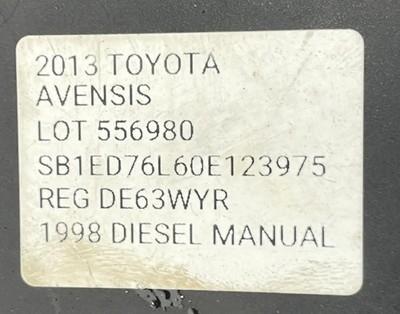 2013 TOYOTA
AVENSIS
LOT 556980
SB1ED76L60E123975
REG DE63WYR
1998 DIESEL MANUAL